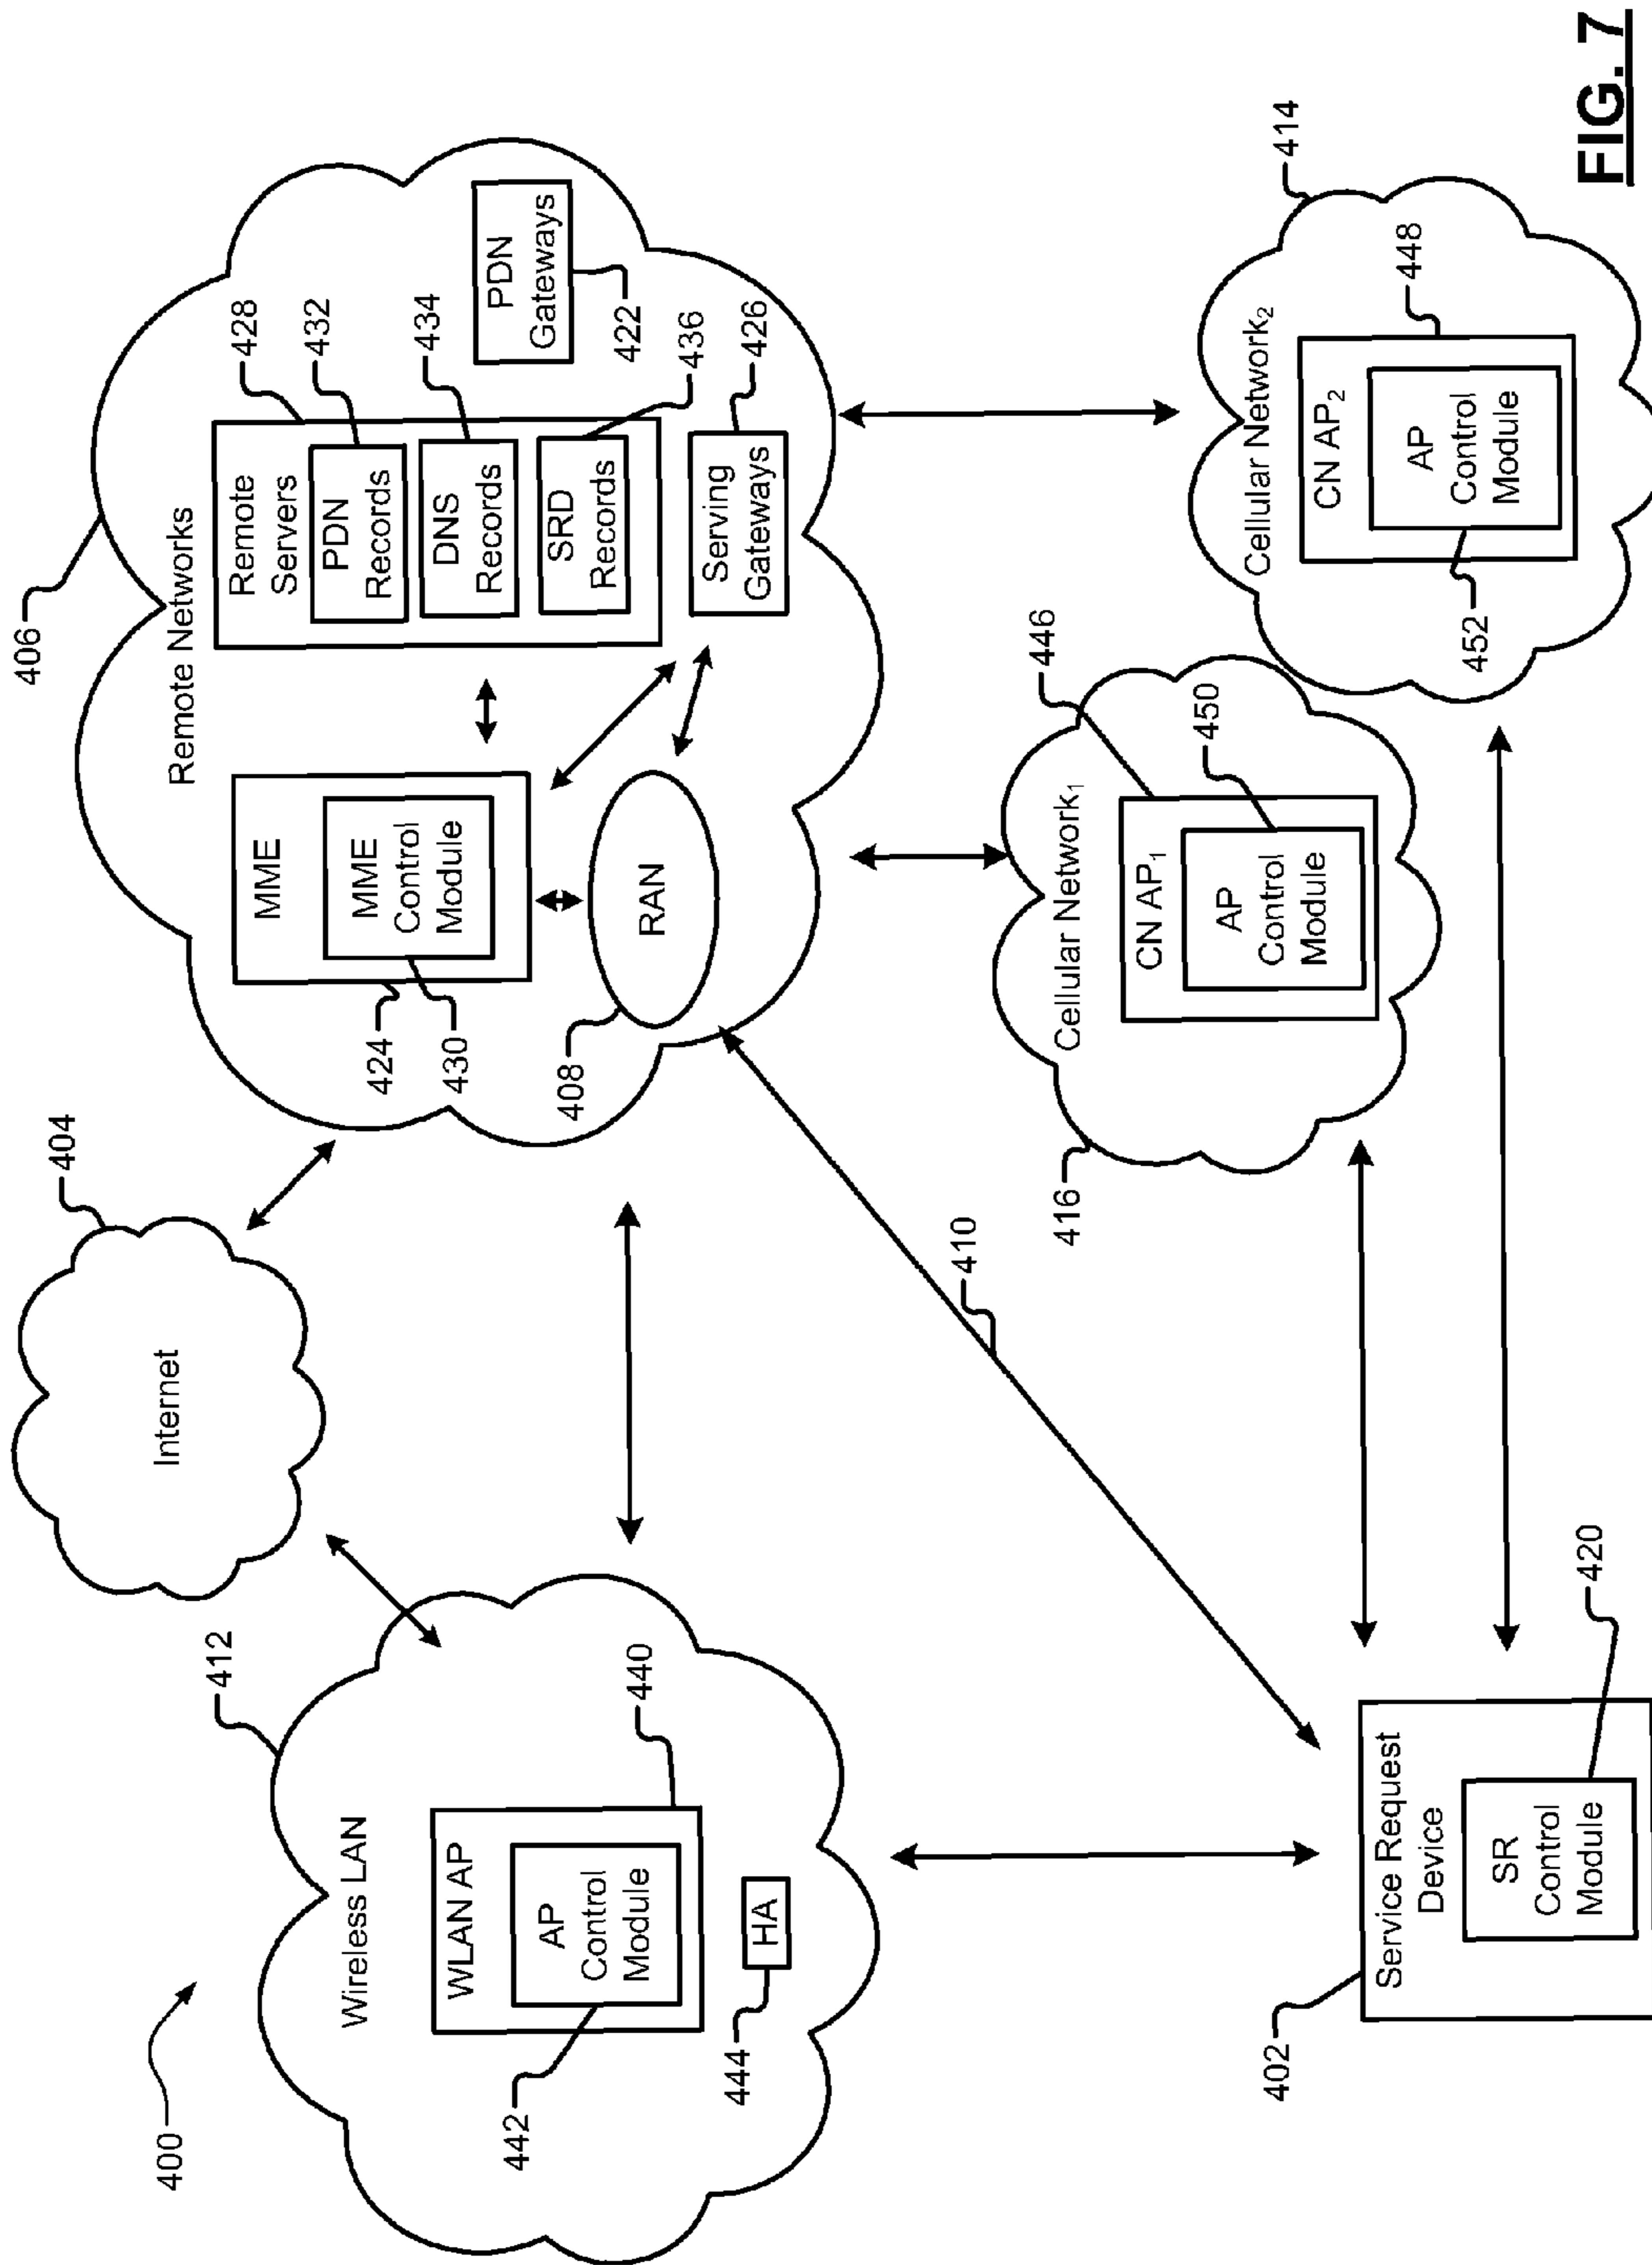 400
412
Wireless LAN
WLAN AP
AP
Control
Module
440
442
HA
444
Internet
404
406
Remote Networks
MME
MME
Control
Module
424
430
RAN
408
Remote
Servers
PDN
Records
DNS
Records
SRD
Records
428
432
434
436
PDN
Gateways
422
Serving
Gateways
426
410
416
Cellular Network₁
CN AP₁
AP
Control
Module
446
450
414
Cellular Network₂
CN AP₂
AP
Control
Module
448
452
402
Service Request
Device
SR
Control
Module
420
FIG. 7